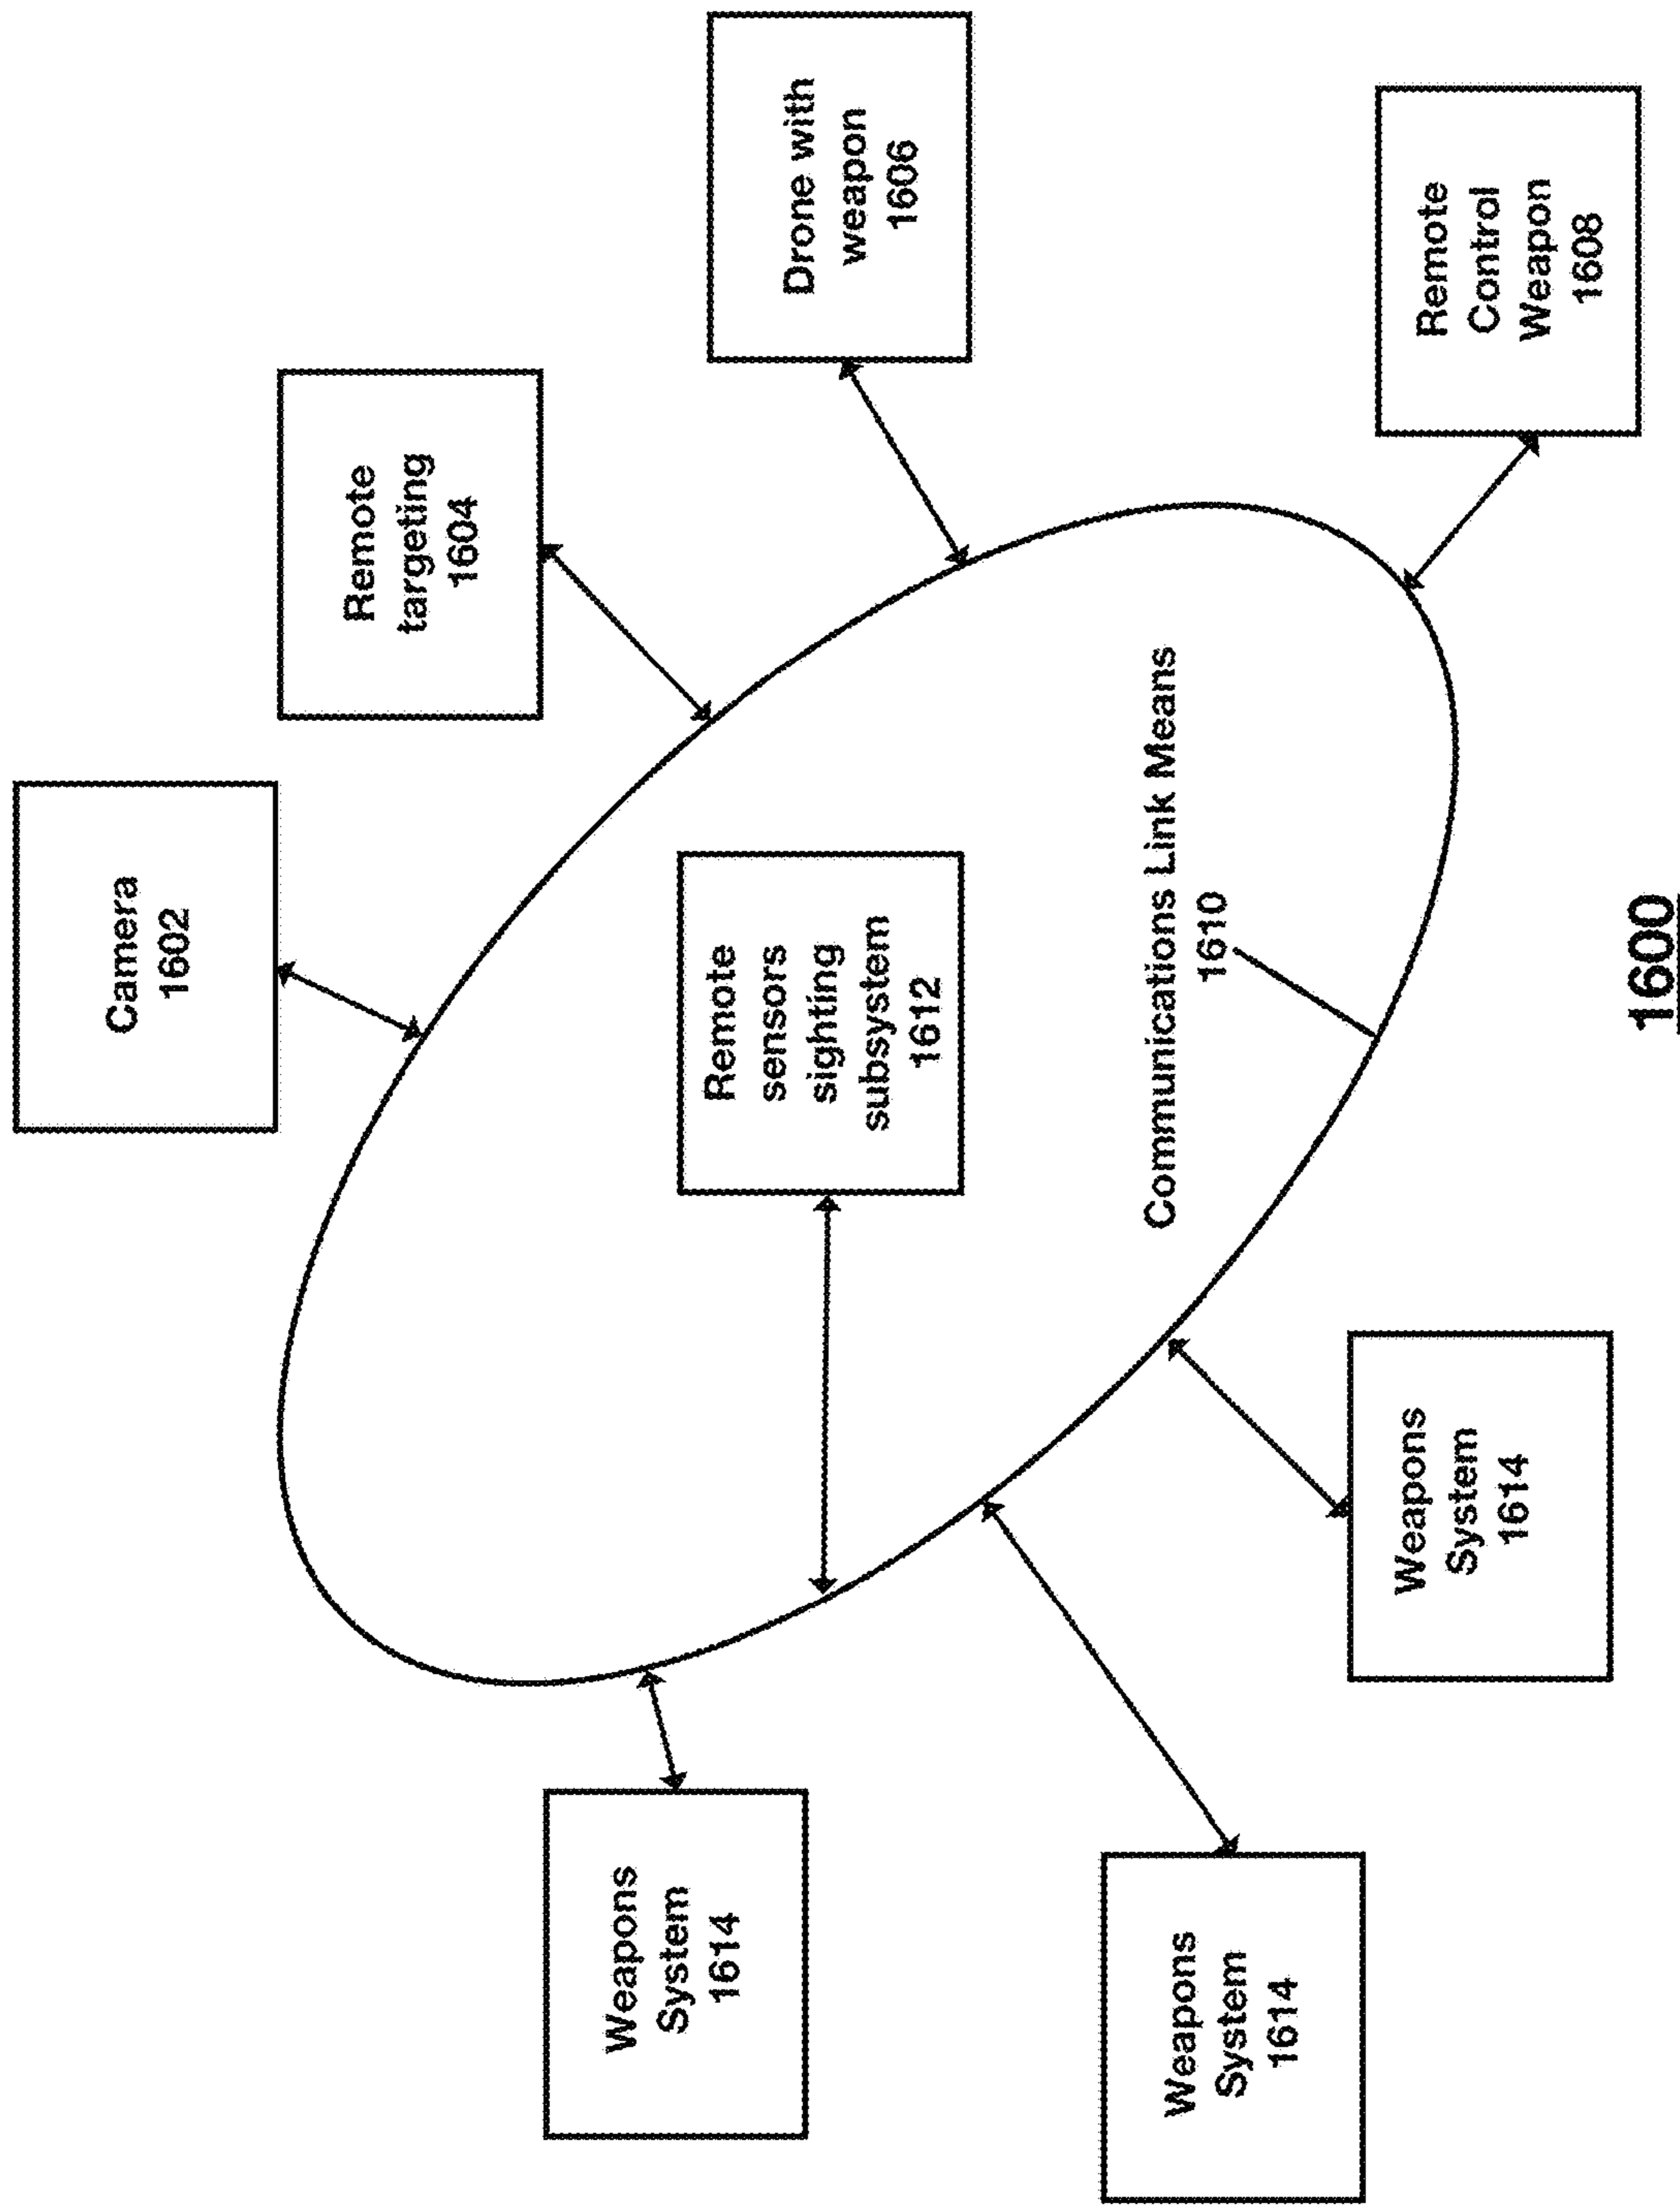 Camera
1602
Remote
targeting
1604
Drone with
weapon
1606
Remote
Control
Weapon
1608
Remote
sensors
sighting
subsystem
1612
Communications Link Means
1610
Weapons
System
1614
Weapons
System
1614
Weapons
System
1614
1600